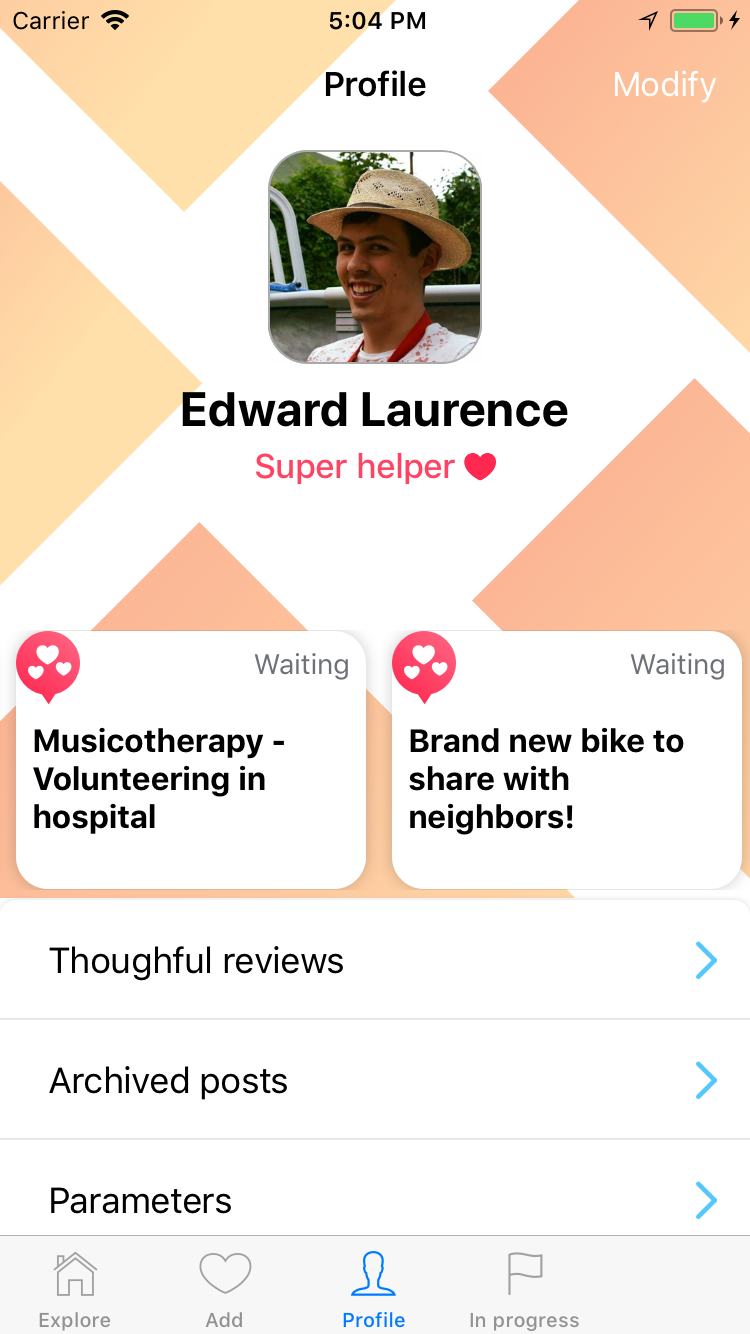 Carrier 5:04 PM
Profile Modify
Edward Laurence
Super helper
Waiting
Musicotherapy -
Volunteering in
hospital
Waiting
Brand new bike to
share with
neighbors!
Thoughful reviews
Archived posts
Parameters
Explore Add Profile In progress